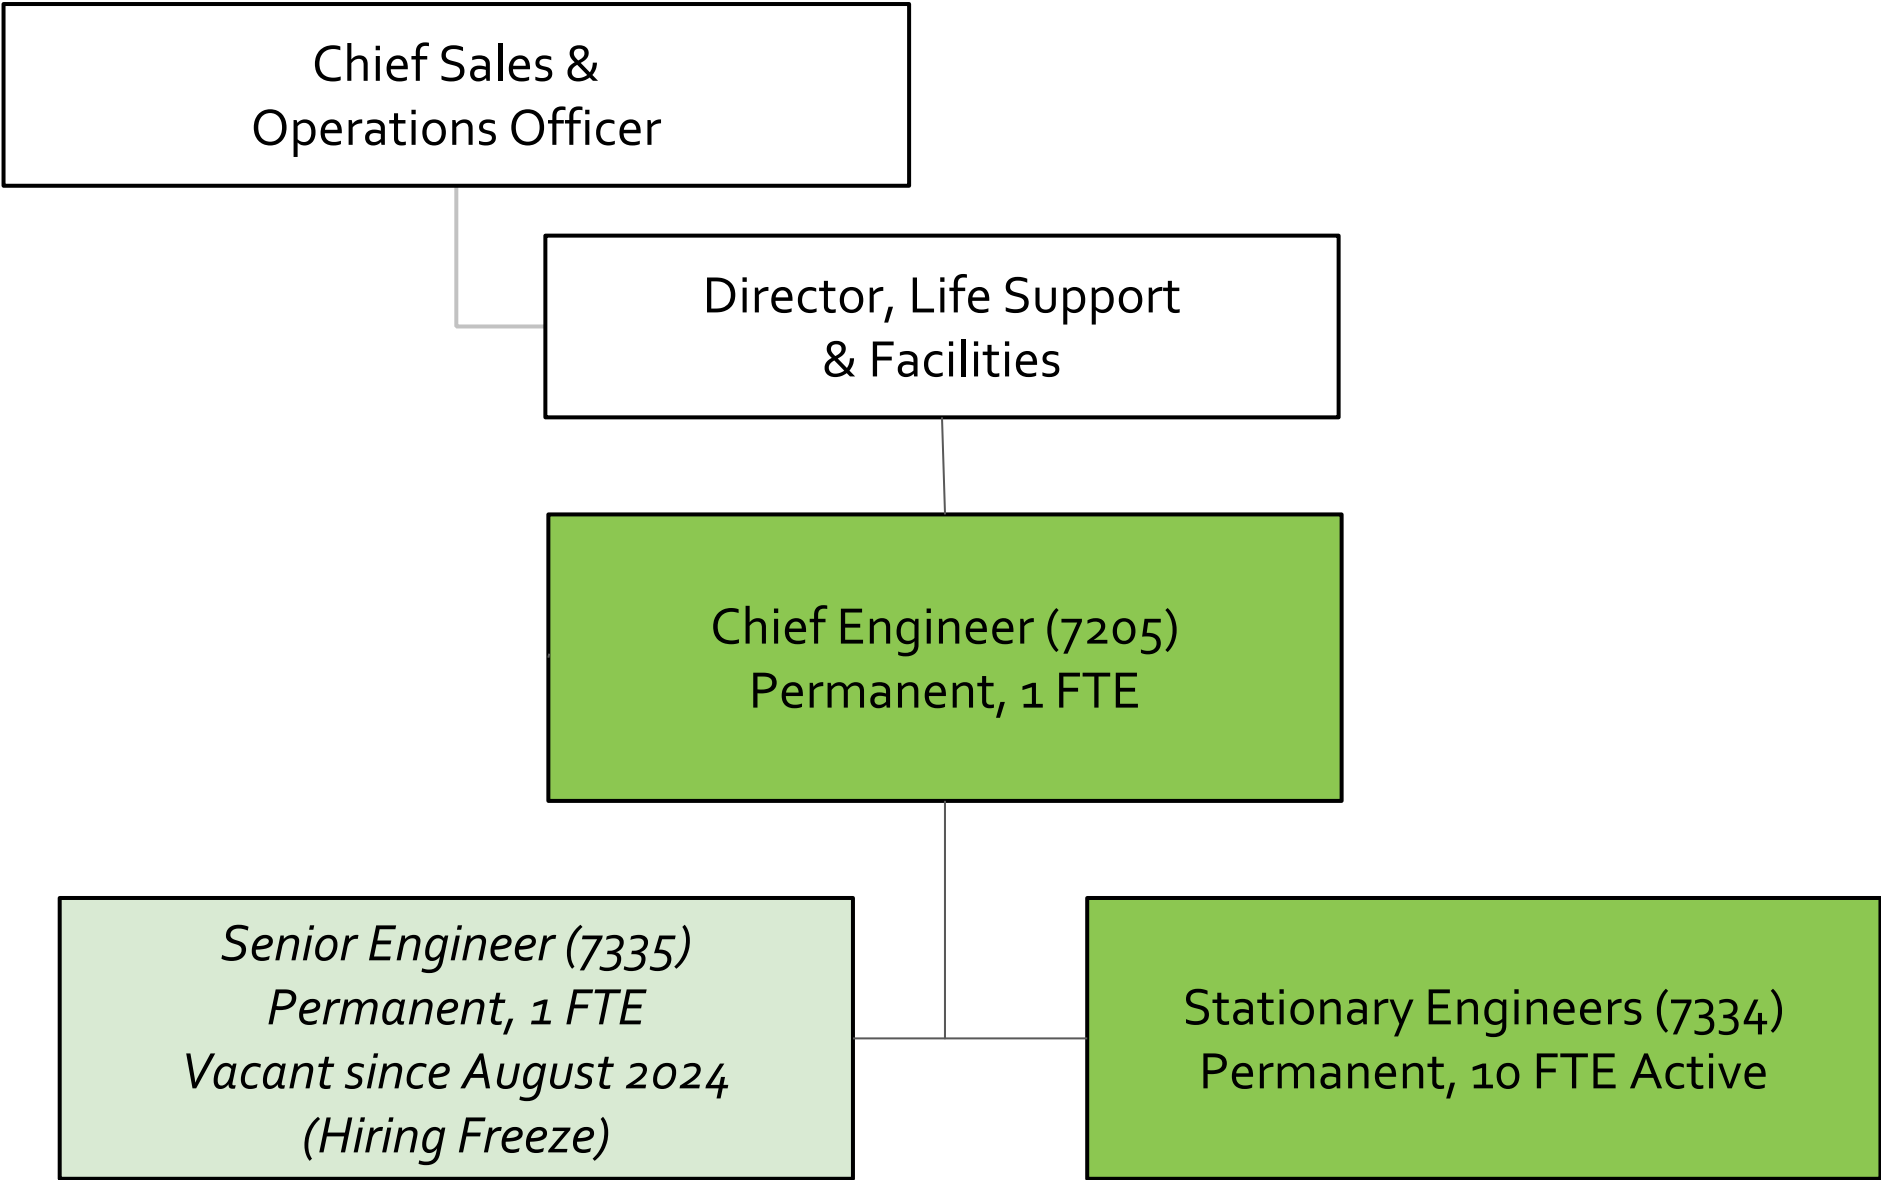 Chief Sales &
Operations Officer
Director, Life Support
& Facilities
Chief Engineer (7205)
Permanent, 1 FTE
Senior Engineer (7335)
Permanent, 1 FTE
Vacant since August 2024
(Hiring Freeze)
Stationary Engineers (7334)
Permanent, 10 FTE Active